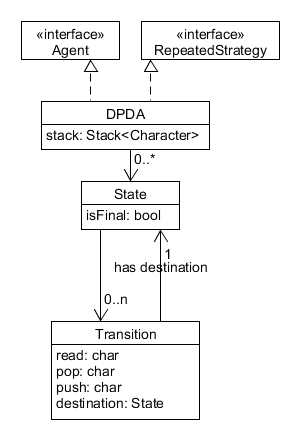 «interface» «interface»
Agent RepeatedStrategy
DPDA
stack: Stack<Character>
0..*
State
isFinal: bool
1
has destination
0..n
Transition
read: char
pop: char
push: char
destination: State